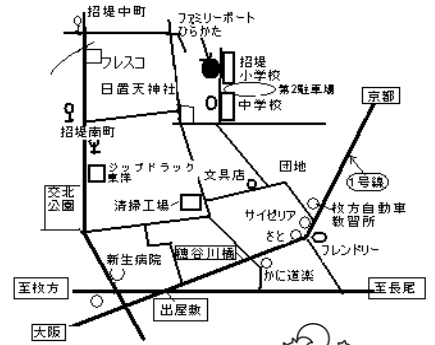 招堤中町
ファミリーポート
ひらかた
フレスコ
招堤
小学校
日置天神社
第2駐車場
中学校
京都
招堤南町
団地
ジップドラッグ
東洋
文具店
1号線
交北
公園
清掃工場
サイゼリア
枚方自動車
教習所
さと
フレンドリー
新生病院
穂谷川橋
かに道楽
至枚方
至長尾
出屋敷
大阪